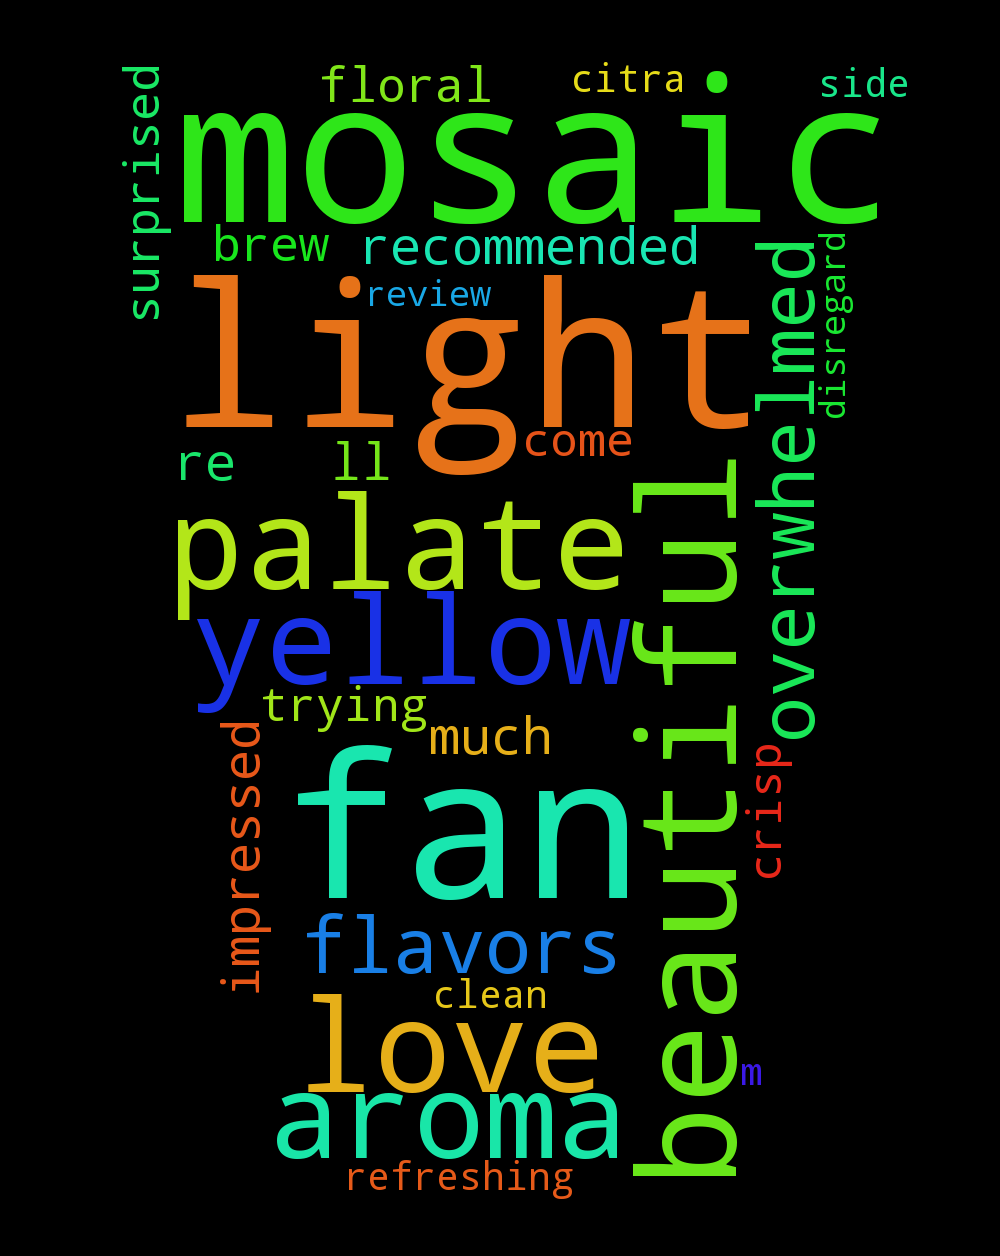 floral
citra
side
surprised
mosaic
brew
recommended
review
light
overwhelmed
disregard
come
re
ll
palate
beautiful
yellow
trying
much
impressed
fan
crisp
flavors
clean
love
m
aroma
refreshing